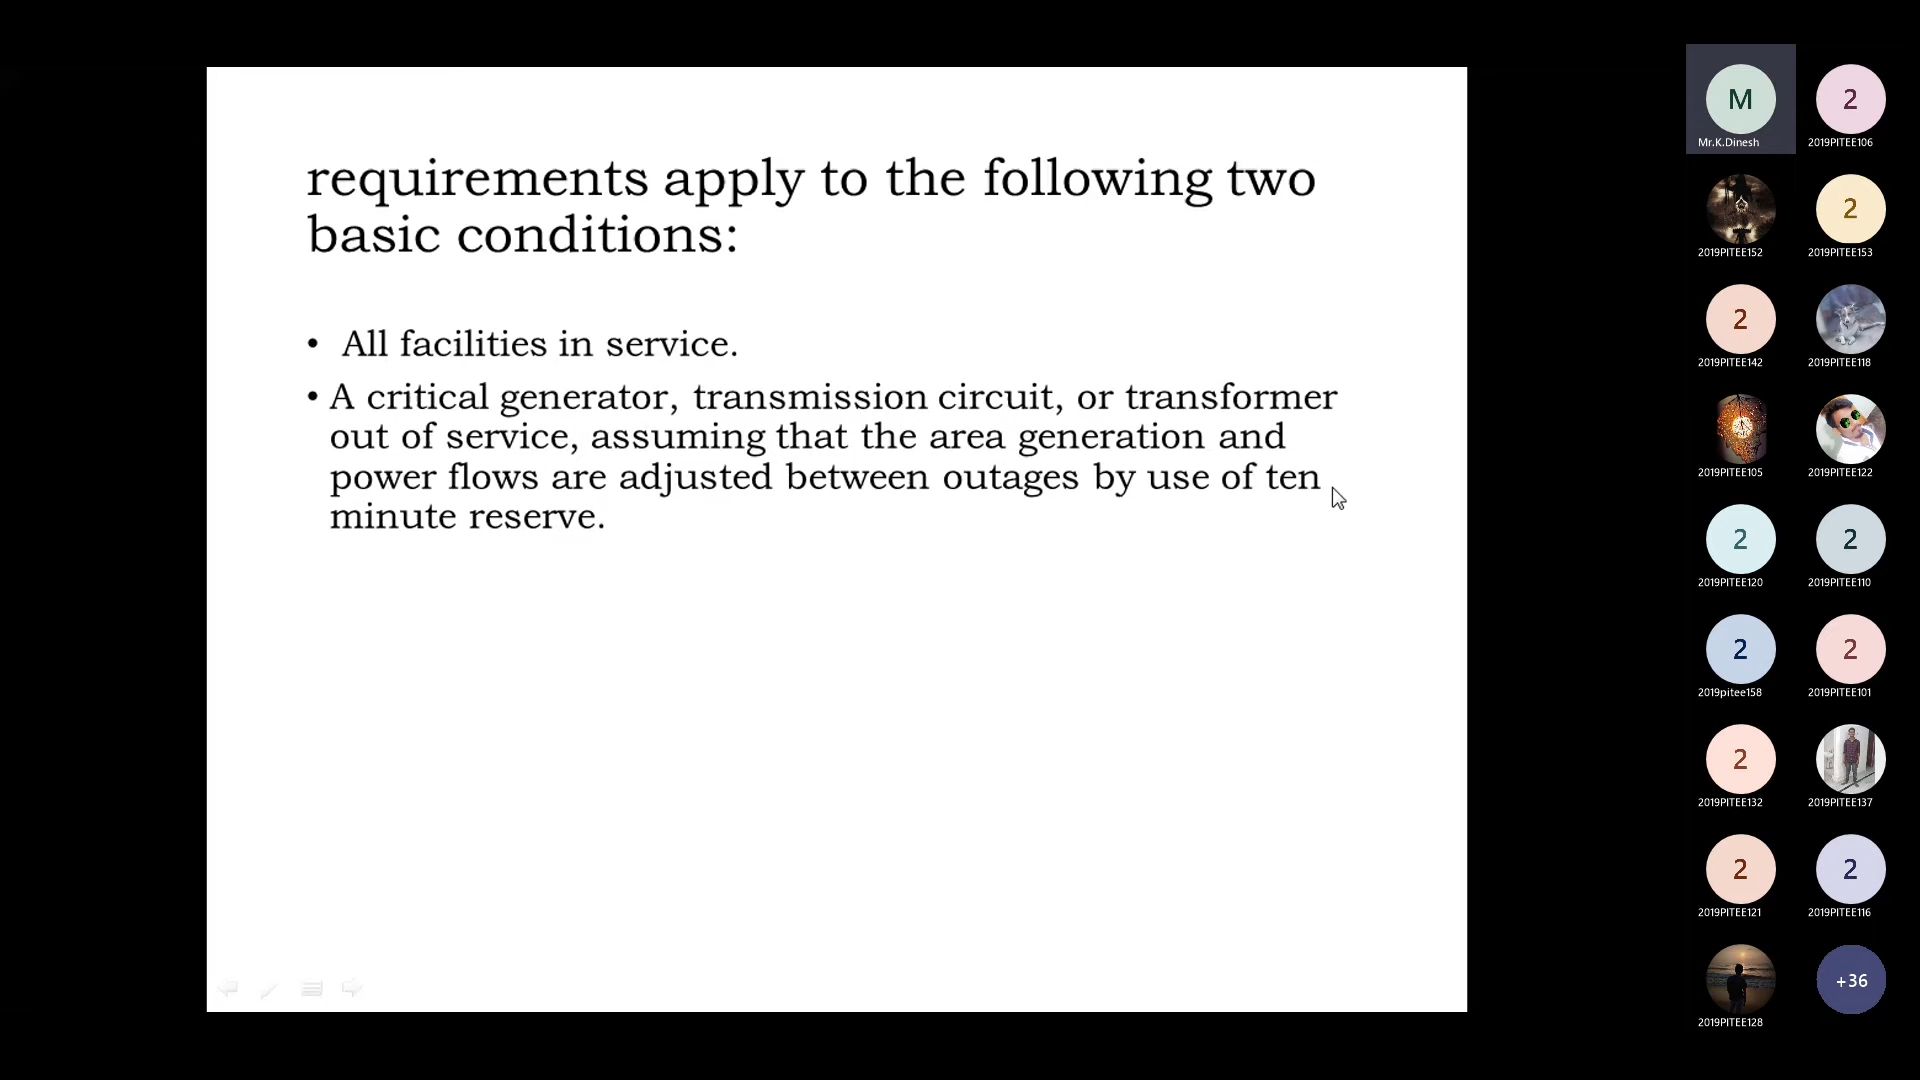 requirements apply to the following two
basic conditions:
• All facilities in service.
• A critical generator, transmission circuit, or transformer
out of service, assuming that the area generation and
power flows are adjusted between outages by use of ten
minute reserve.
M
Mr.K.Dinesh
2
2019PITEE106
2019PITEE152
2
2019PITEE153
2
2019PITEE142
2019PITEE118
2019PITEE105
2019PITEE122
2
2019PITEE120
2
2019PITEE110
2
2019pitee158
2
2019PITEE101
2
2019PITEE132
2019PITEE137
2
2019PITEE121
2
2019PITEE116
2019PITEE128
+36